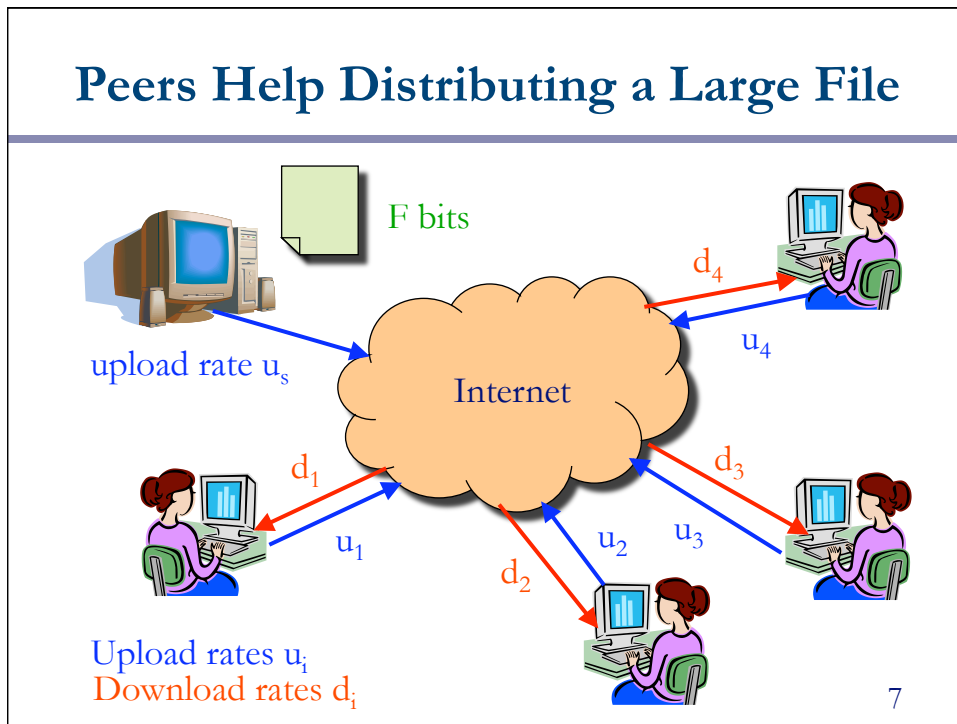 Peers Help Distributing a Large File
F bits
upload rate uₛ
Internet
d₄
u₄
d₁
u₁
d₂
u₂
d₃
u₃
Upload rates uᵢ
Download rates dᵢ
7